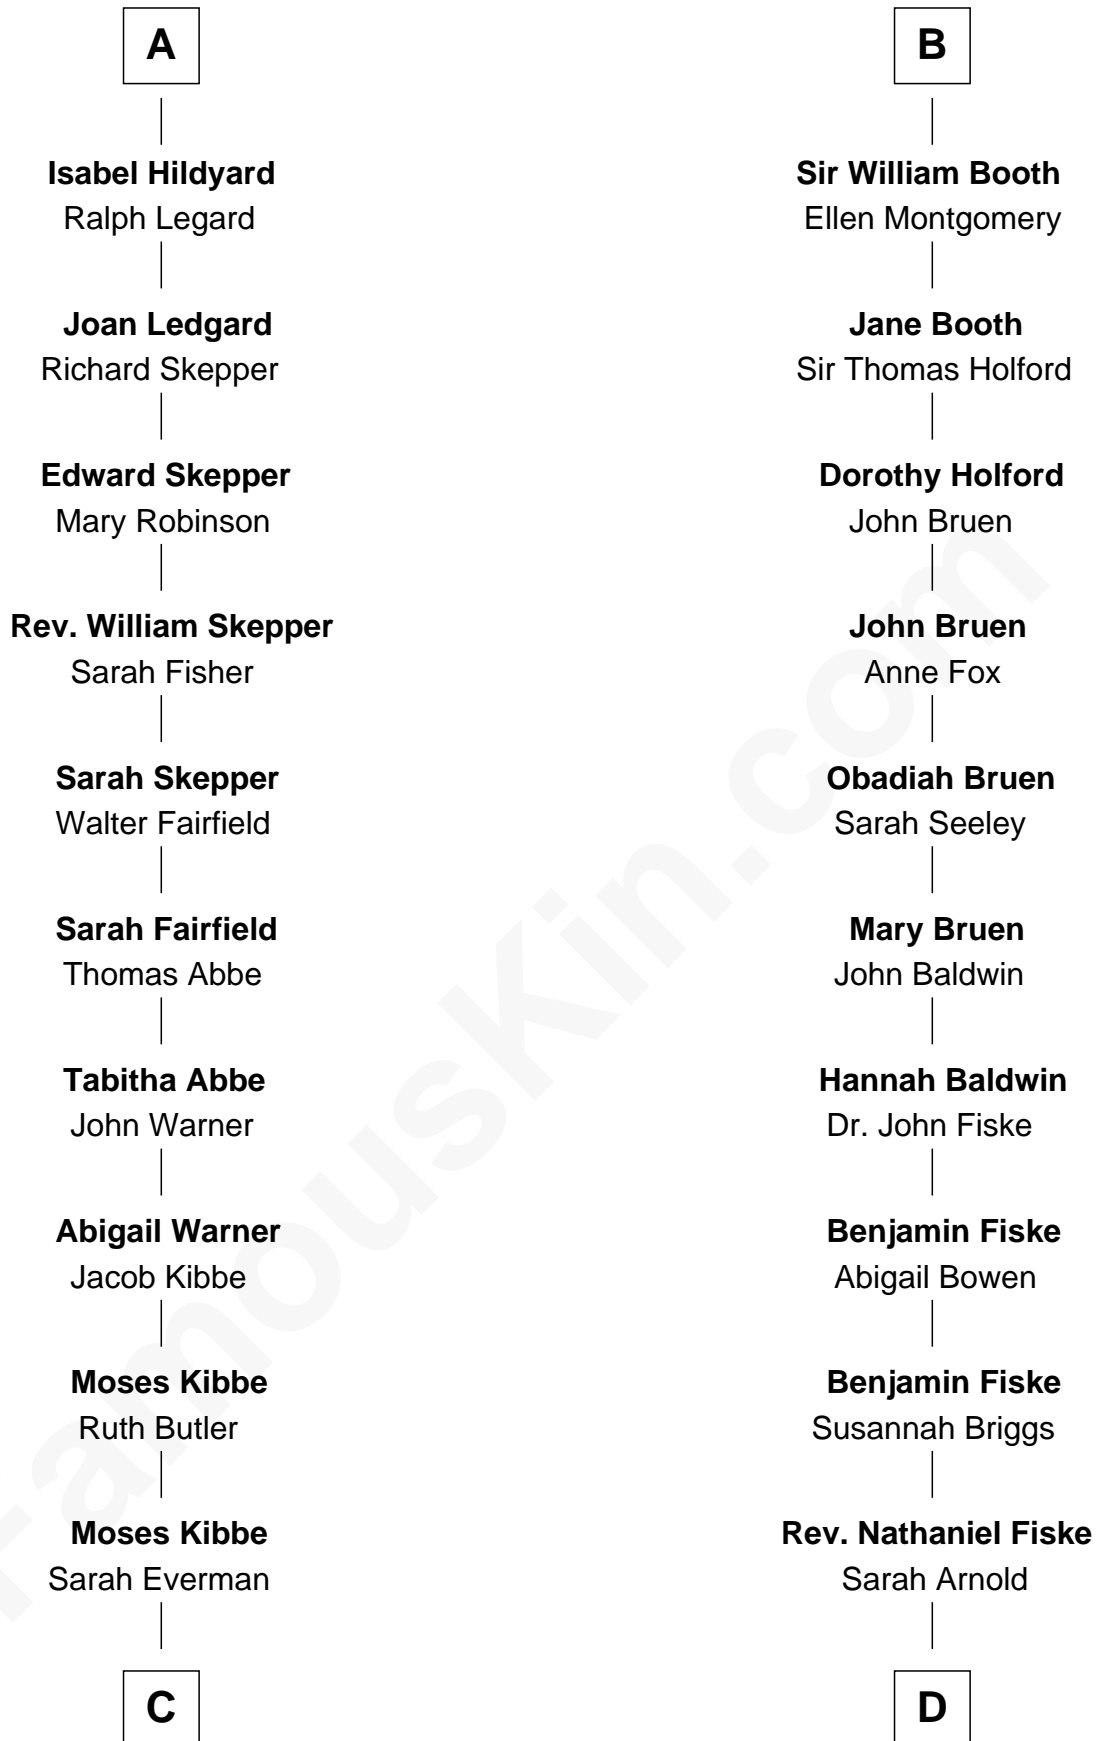 A
Isabel Hildyard
Ralph Legard
Joan Ledgard
Richard Skepper
Edward Skepper
Mary Robinson
Rev. William Skepper
Sarah Fisher
Sarah Skepper
Walter Fairfield
Sarah Fairfield
Thomas Abbe
Tabitha Abbe
John Warner
Abigail Warner
Jacob Kibbe
Moses Kibbe
Ruth Butler
Moses Kibbe
Sarah Everman
C
B
Sir William Booth
Ellen Montgomery
Jane Booth
Sir Thomas Holford
Dorothy Holford
John Bruen
John Bruen
Anne Fox
Obadiah Bruen
Sarah Seeley
Mary Bruen
John Baldwin
Hannah Baldwin
Dr. John Fiske
Benjamin Fiske
Abigail Bowen
Benjamin Fiske
Susannah Briggs
Rev. Nathaniel Fiske
Sarah Arnold
D
FamousKin.com